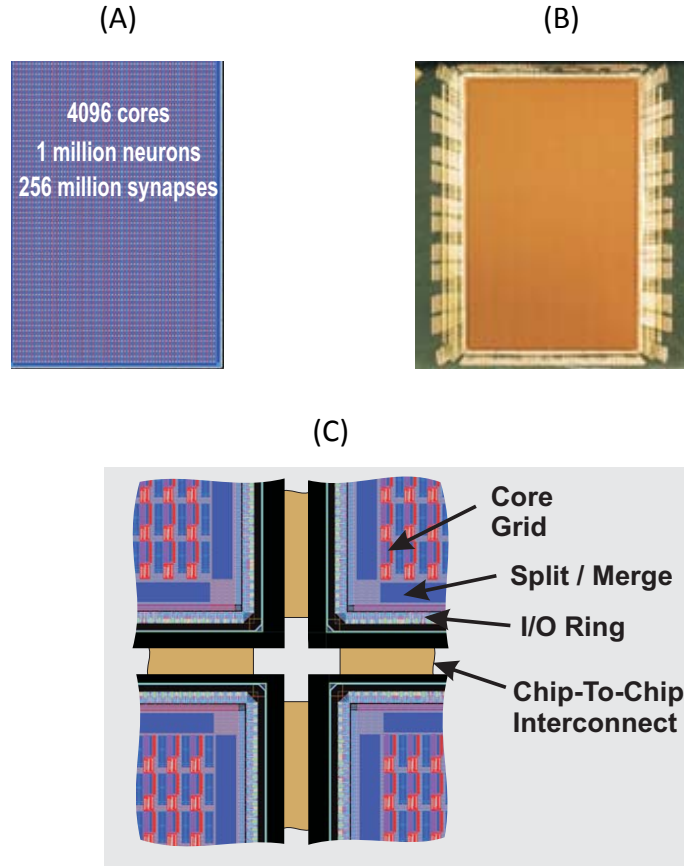 (A)
(B)
4096 cores
1 million neurons
256 million synapses
(C)
Core
Grid
Split / Merge
I/O Ring
Chip-To-Chip
Interconnect